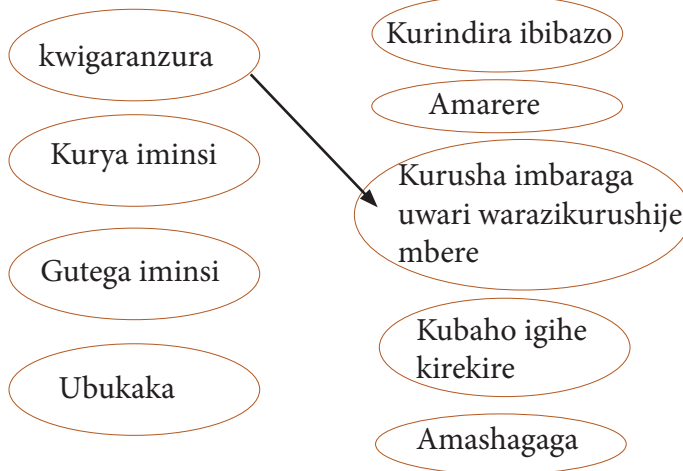 kwigaranzura
Kurya iminsi
Gutega iminsi
Ubukaka
Kurindira ibibazo
Amarere
Kurusha imbaraga
uwari warazikurushije
mbere
Kubaho igihe
kirekire
Amashagaga